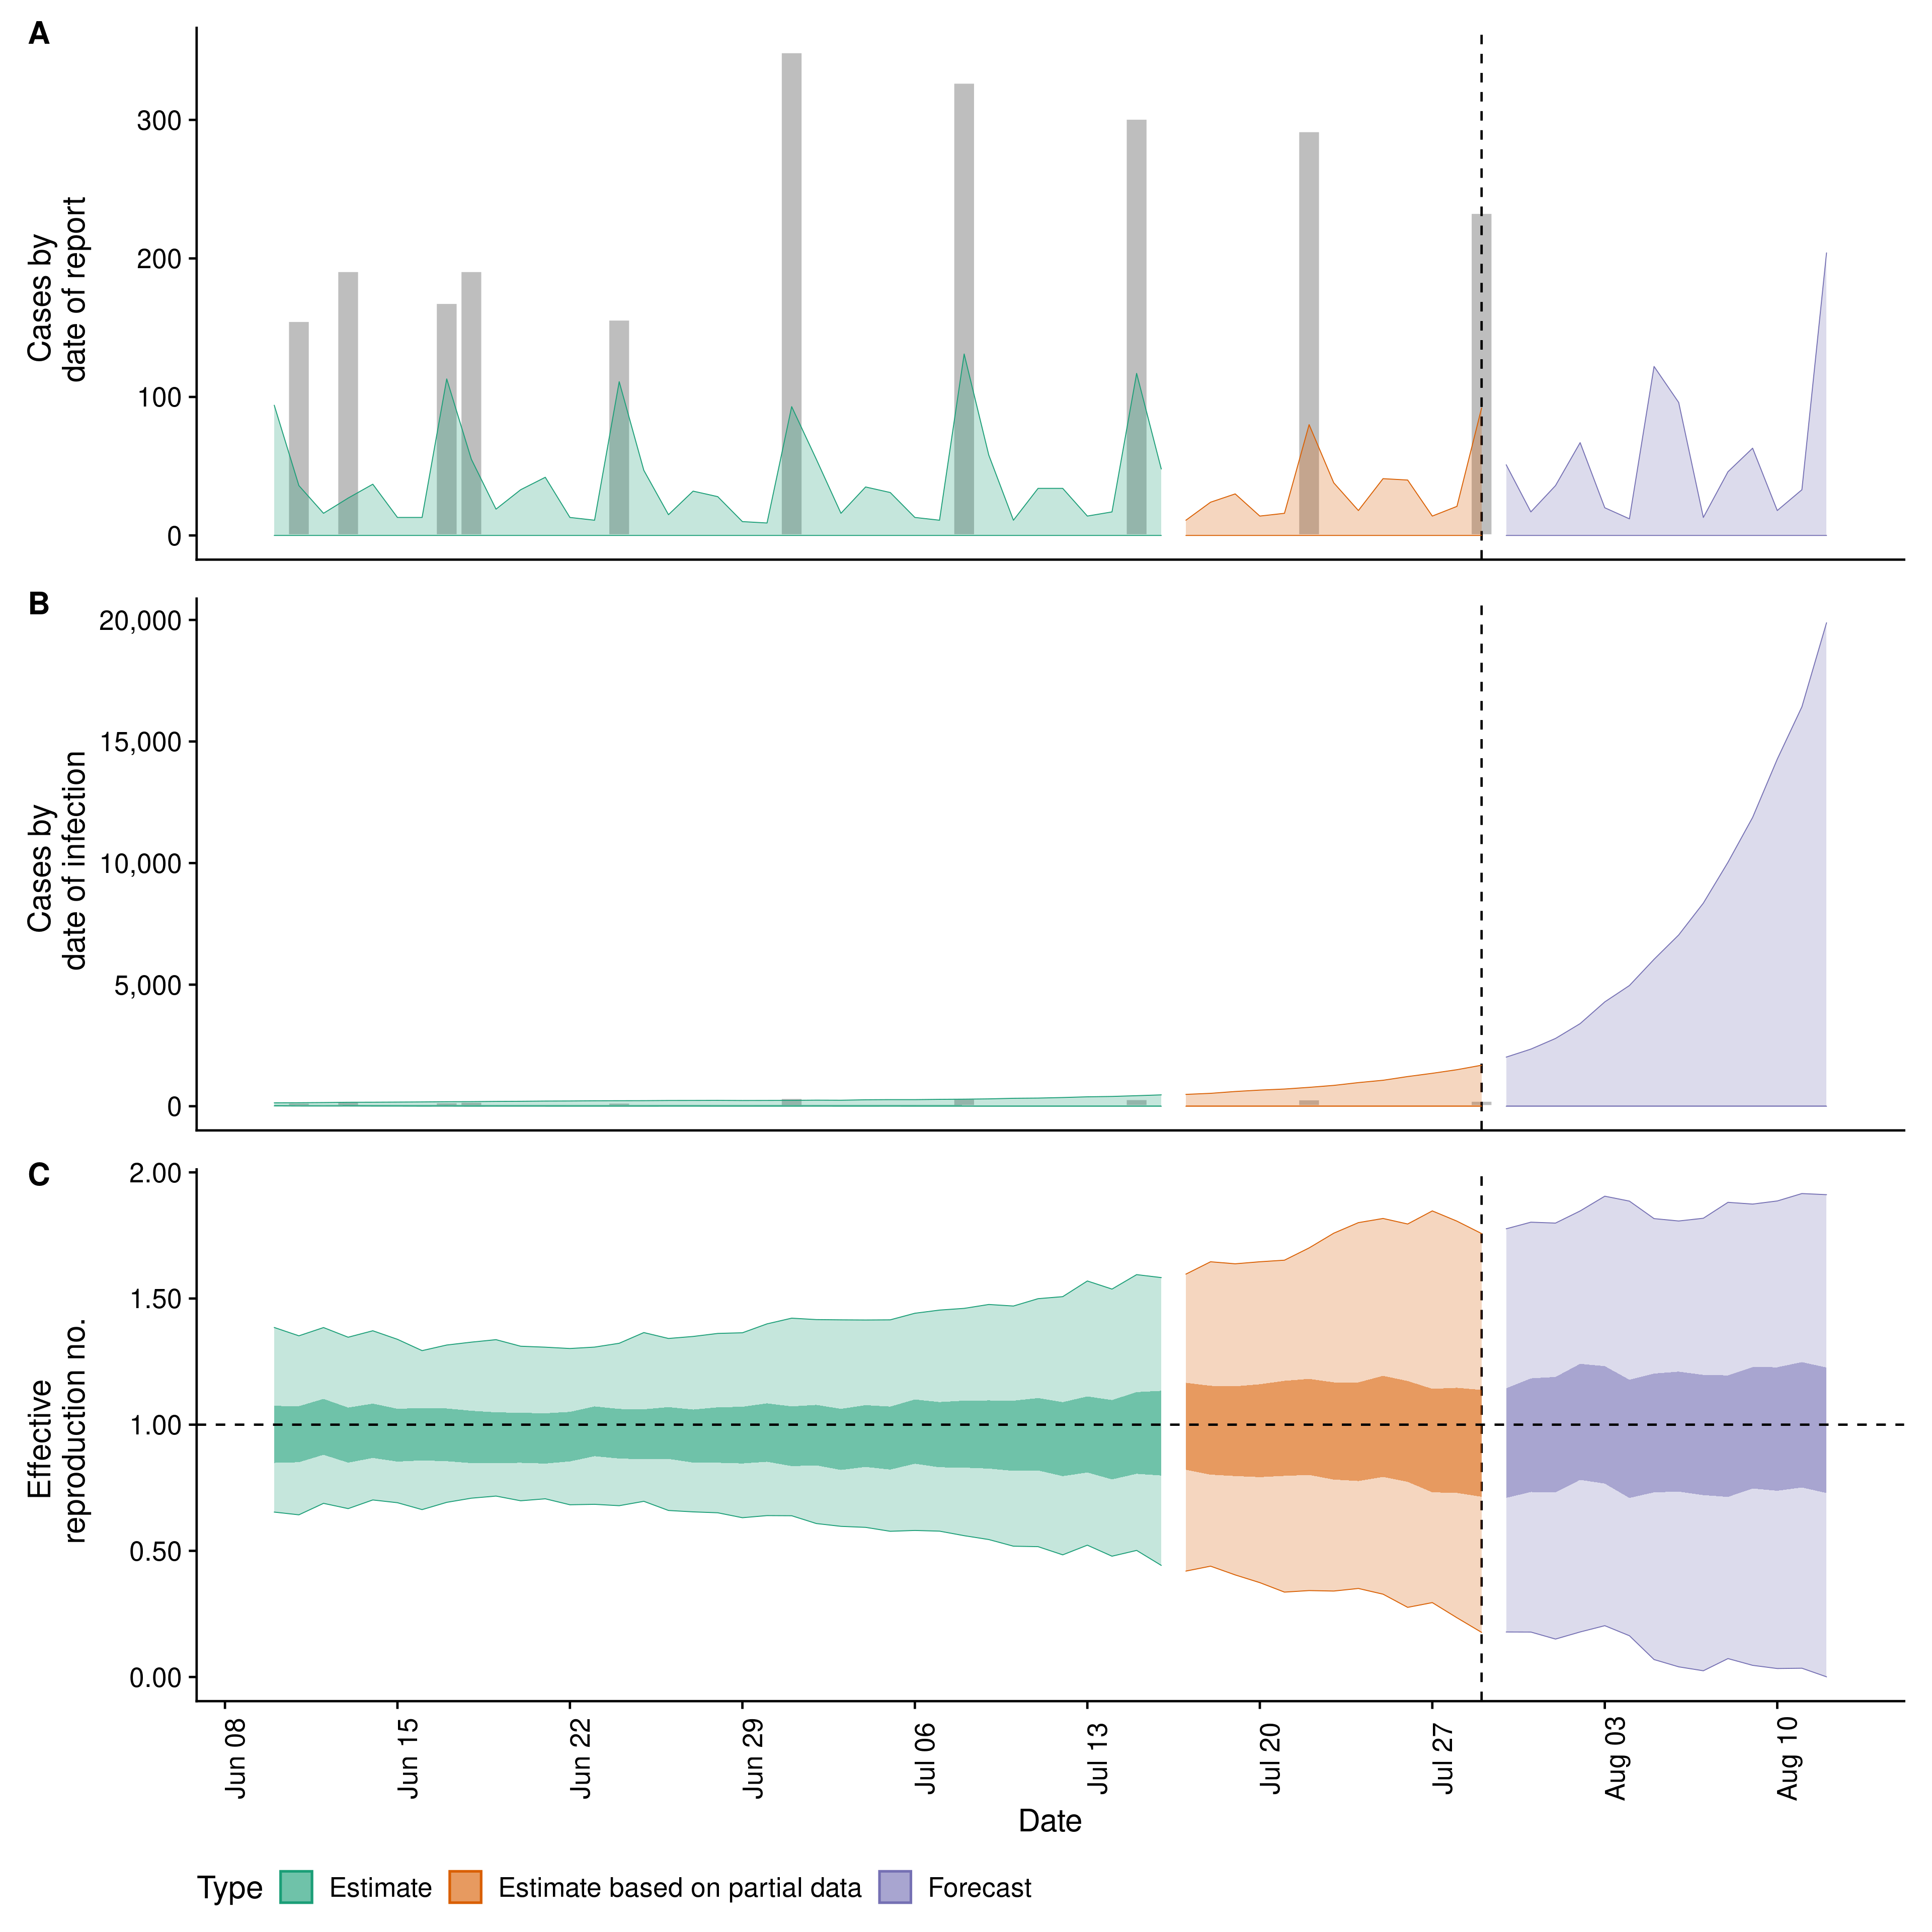 A
Cases by
date of report
300
200
100
0
B
Cases by
date of infection
20,000
15,000
10,000
5,000
0
C
Effective
reproduction no.
2.00
1.50
1.00
0.50
0.00
Jun 08
Jun 15
Jun 22
Jun 29
Jul 06
Jul 13
Jul 20
Jul 27
Aug 03
Aug 10
Date
Type Estimate Estimate based on partial data Forecast